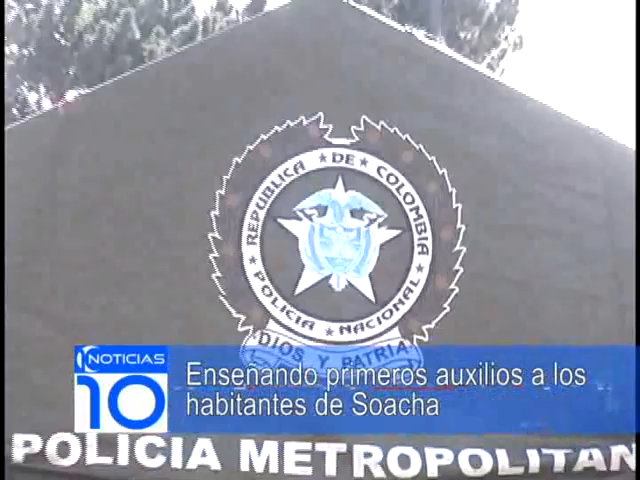 REPUBLICA ★ DE ★ COLOMBIA
★ POLICIA ★ NACIONAL ★
DIOS Y PATRIA
NOTICIAS
10
Enseñando primeros auxilios a los
habitantes de Soacha
POLICIA METROPOLITAN